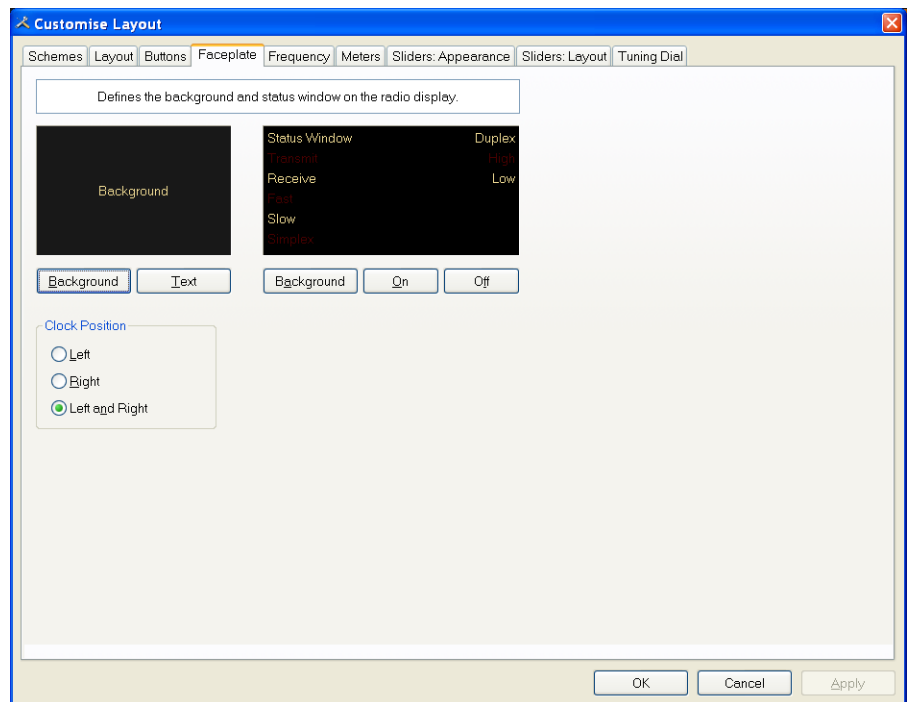 Customise Layout
Schemes Layout Buttons Faceplate Frequency Meters Sliders: Appearance Sliders: Layout Tuning Dial
Defines the background and status window on the radio display.
Background
Status Window Duplex
Transmit High
Receive Low
Fast
Slow
Simplex
Background Text Background On Off
Clock Position
Left
Right
Left and Right
OK Cancel Apply